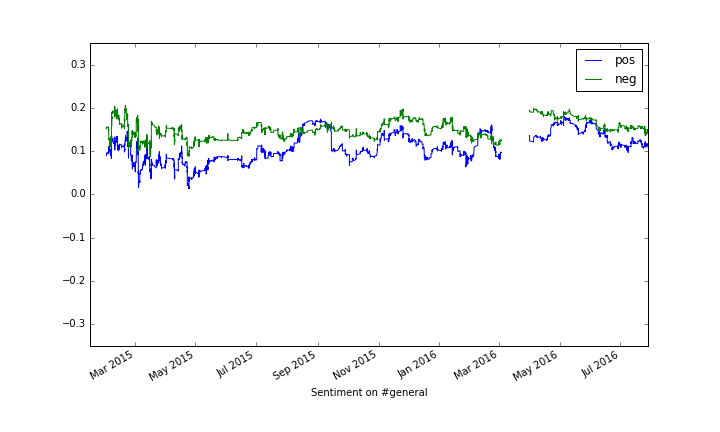 pos
neg
0.3
0.2
0.1
0.0
−0.1
−0.2
−0.3
Mar 2015
May 2015
Jul 2015
Sep 2015
Nov 2015
Jan 2016
Mar 2016
May 2016
Jul 2016
Sentiment on #general